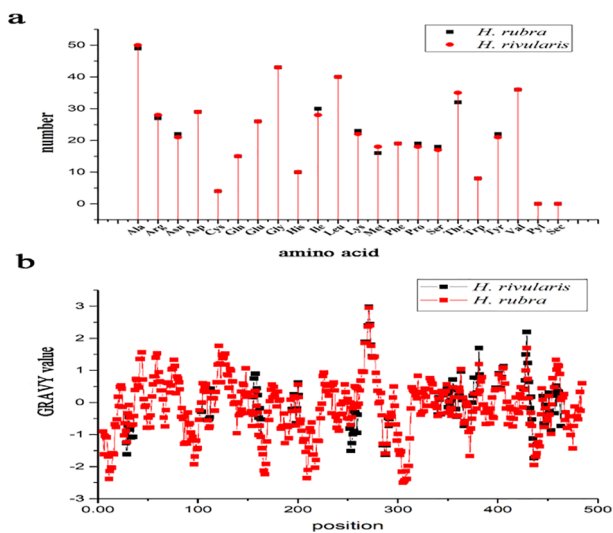 a
H. rubra
H. rivularis
50
40
30
20
10
0
number
Ala Arg Asn Asp Cys Gln Glu Gly His Ile Leu Lys Met Phe Pro Ser Thr Trp Tyr Val Pyl Sec
amino acid
b
H. rivularis
H. rubra
3
2
1
0
-1
-2
-3
GRAVY value
0.00 100 200 300 400 500
position